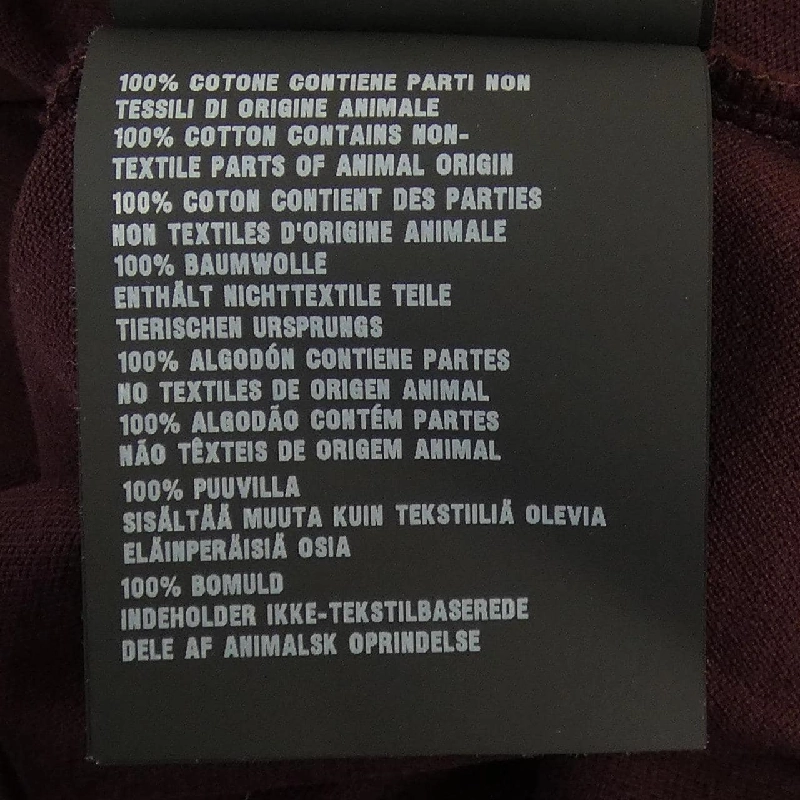 100% COTONE CONTIENE PARTI NON
TESSILI DI ORIGINE ANIMALE
100% COTTON CONTAINS NON-
TEXTILE PARTS OF ANIMAL ORIGIN
100% COTON CONTIENT DES PARTIES
NON TEXTILES D'ORIGINE ANIMALE
100% BAUMWOLLE
ENTHÄLT NICHTTEXTILE TEILE
TIERISCHEN URSPRUNGS
100% ALGODÓN CONTIENE PARTES
NO TEXTILES DE ORIGEN ANIMAL
100% ALGODÃO CONTÉM PARTES
NÃO TÊXTEIS DE ORIGEM ANIMAL
100% PUUVILLA
SISÄLTÄÄ MUUTA KUIN TEKSTIILIÄ OLEVIA
ELÄINPERÄISIÄ OSIA
100% BOMULD
INDEHOLDER IKKE-TEKSTILBASEREDE
DELE AF ANIMALSK OPRINDELSE